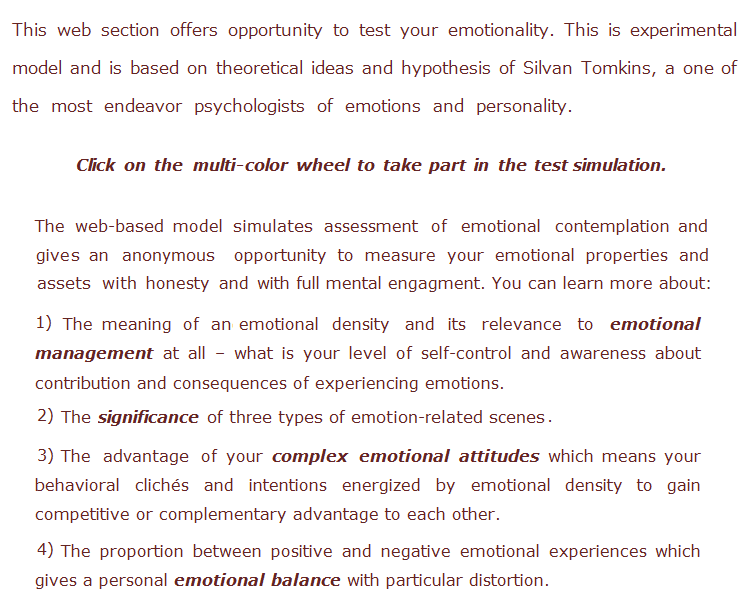 This web section offers opportunity to test your emotionality. This is experimental
model and is based on theoretical ideas and hypothesis of Silvan Tomkins, a one of
the most endeavor psychologists of emotions and personality.
Click on the multi-color wheel to take part in the test simulation.
The web-based model simulates assessment of emotional contemplation and
gives an anonymous opportunity to measure your emotional properties and
assets with honesty and with full mental engagment. You can learn more about:
1) The meaning of an emotional density and its relevance to emotional
management at all – what is your level of self-control and awareness about
contribution and consequences of experiencing emotions.
2) The significance of three types of emotion-related scenes.
3) The advantage of your complex emotional attitudes which means your
behavioral clichés and intentions energized by emotional density to gain
competitive or complementary advantage to each other.
4) The proportion between positive and negative emotional experiences which
gives a personal emotional balance with particular distortion.